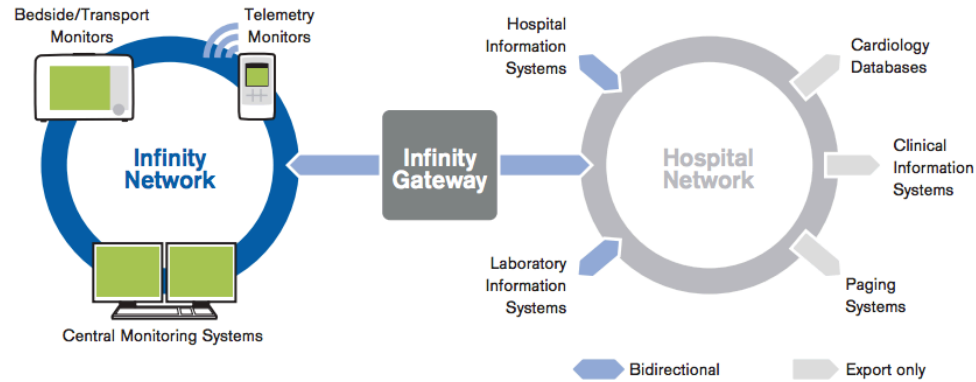 Bedside/Transport
Monitors
Telemetry
Monitors
Infinity
Network
Central Monitoring Systems
Infinity
Gateway
Hospital
Information
Systems
Laboratory
Information
Systems
Hospital
Network
Cardiology
Databases
Clinical
Information
Systems
Paging
Systems
Bidirectional
Export only